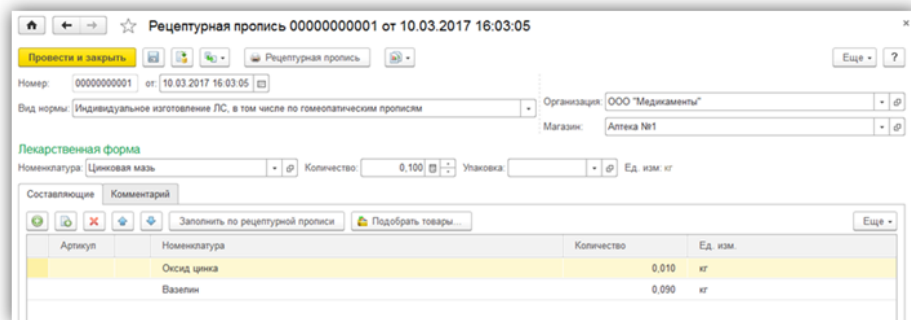 Рецептурная пропись 00000000001 от 10.03.2017 16:03:05
Провести и закрыть Рецептурная пропись Еще ?
Номер: 00000000001 от: 10.03.2017 16:03:05
Вид нормы: Индивидуальное изготовление ЛС, в том числе по гомеопатическим прописям Организация: ООО "Медикаменты"
Магазин: Аптека №1
Лекарственная форма
Номенклатура: Цинковая мазь Количество: 0,100 Упаковка: Ед. изм: кг
Составляющие Комментарий
Заполнить по рецептурной прописи Подобрать товары... Еще
Артикул Номенклатура Количество Ед. изм.
Оксид цинка 0,010 кг
Вазелин 0,090 кг